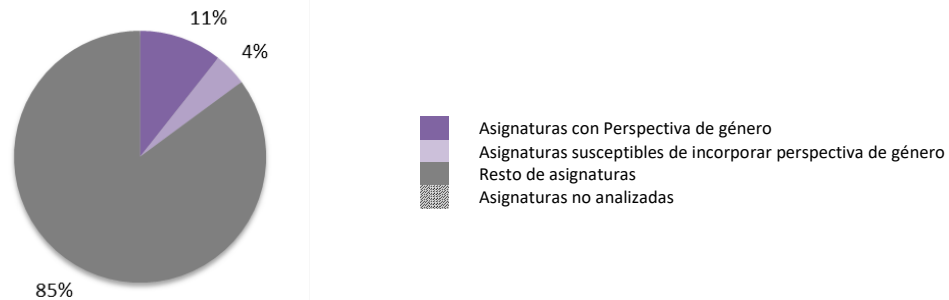 11%
4%
85%
Asignaturas con Perspectiva de género
Asignaturas susceptibles de incorporar perspectiva de género
Resto de asignaturas
Asignaturas no analizadas